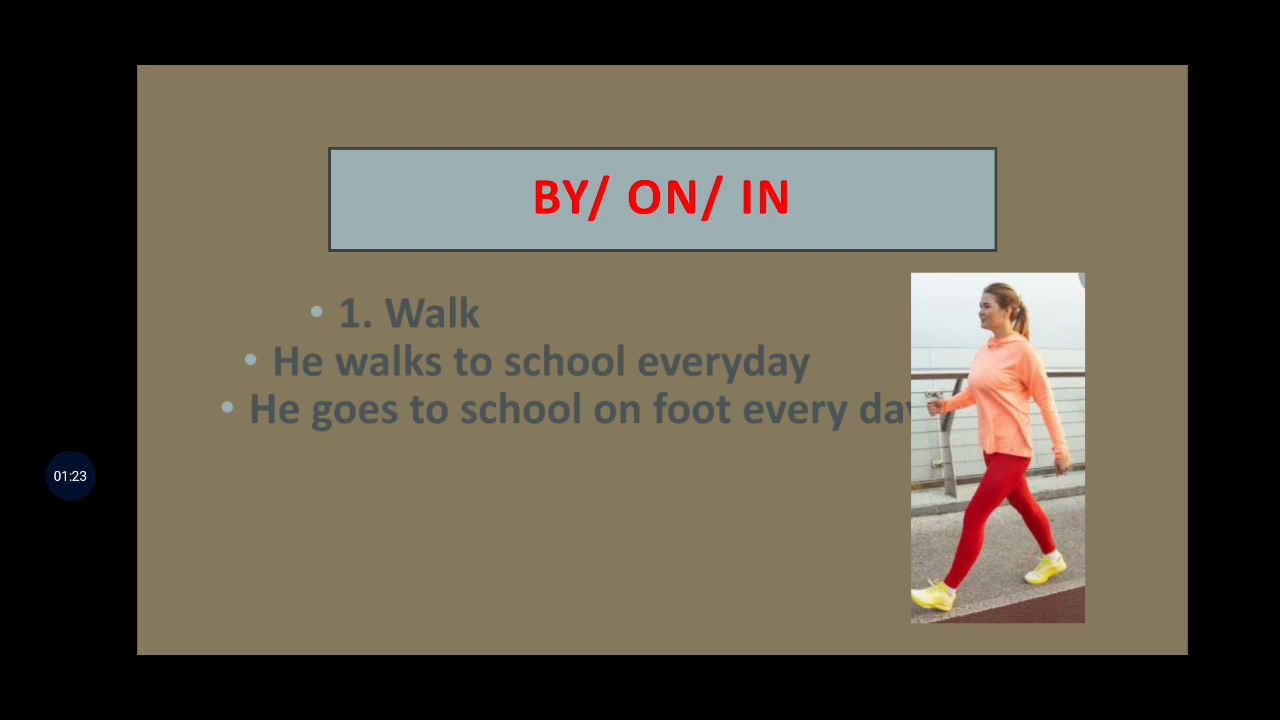 BY/ ON/ IN
• 1. Walk
• He walks to school everyday
• He goes to school on foot every
01:23